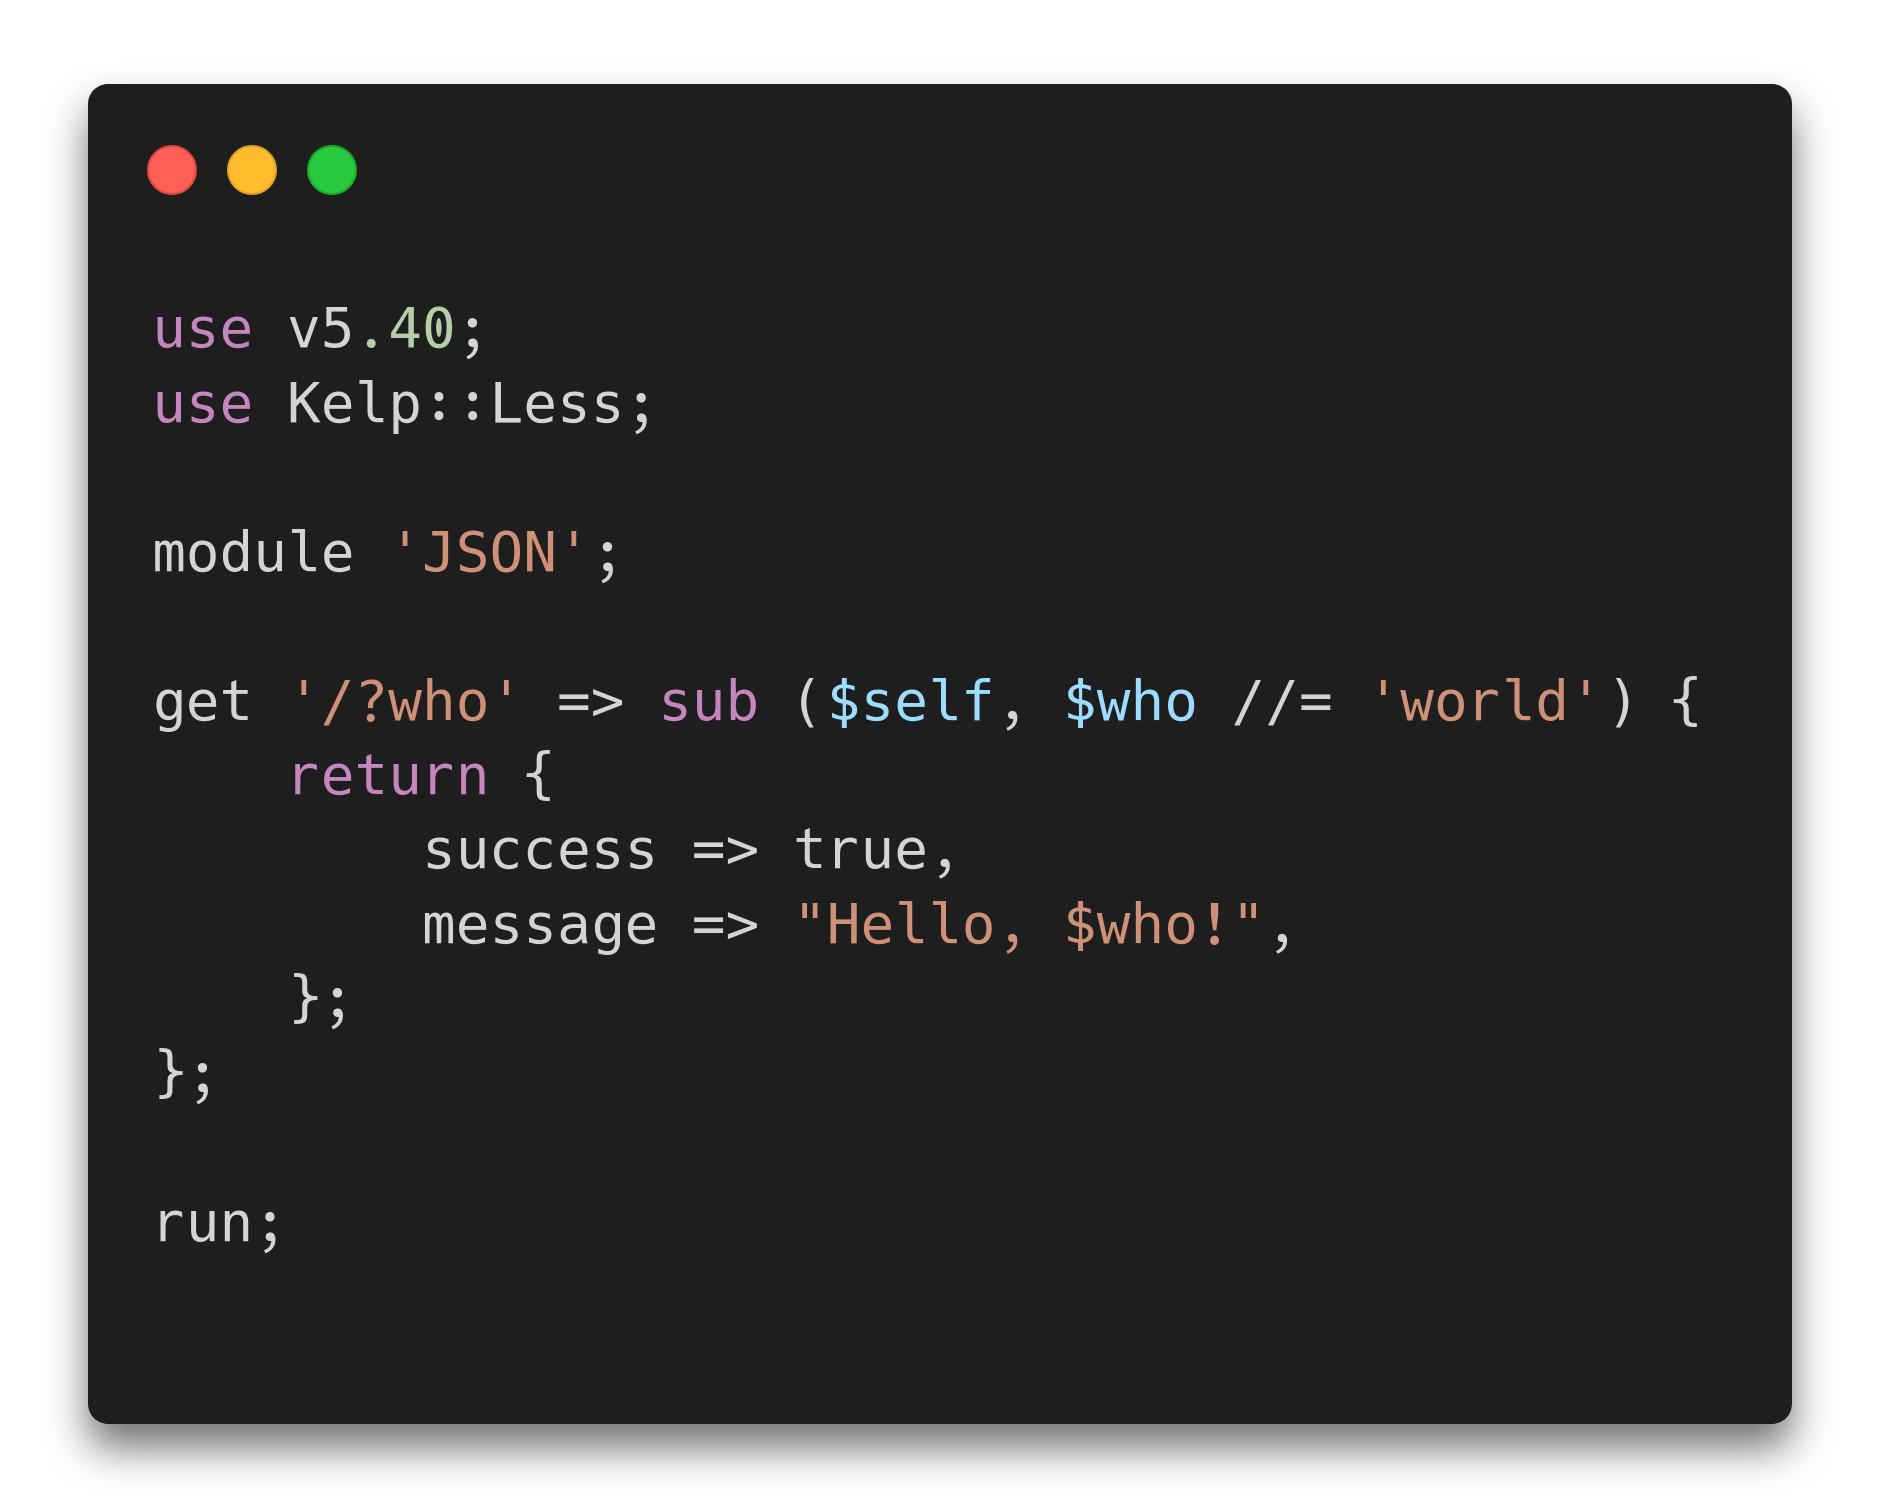 use v5.40;
use Kelp::Less;
module 'JSON';
get '/?who' => sub ($self, $who //= 'world') {
    return {
        success => true,
        message => "Hello, $who!",
    };
};
run;